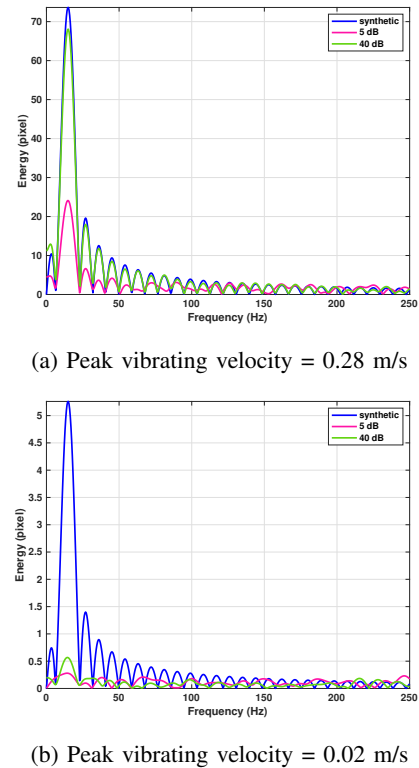 70
60
50
40
30
20
10
0
Energy (pixel)
synthetic
5 dB
40 dB
0 50 100 150 200 250
Frequency (Hz)
(a) Peak vibrating velocity = 0.28 m/s
5
4.5
4
3.5
3
2.5
2
1.5
1
0.5
0
Energy (pixel)
synthetic
5 dB
40 dB
0 50 100 150 200 250
Frequency (Hz)
(b) Peak vibrating velocity = 0.02 m/s